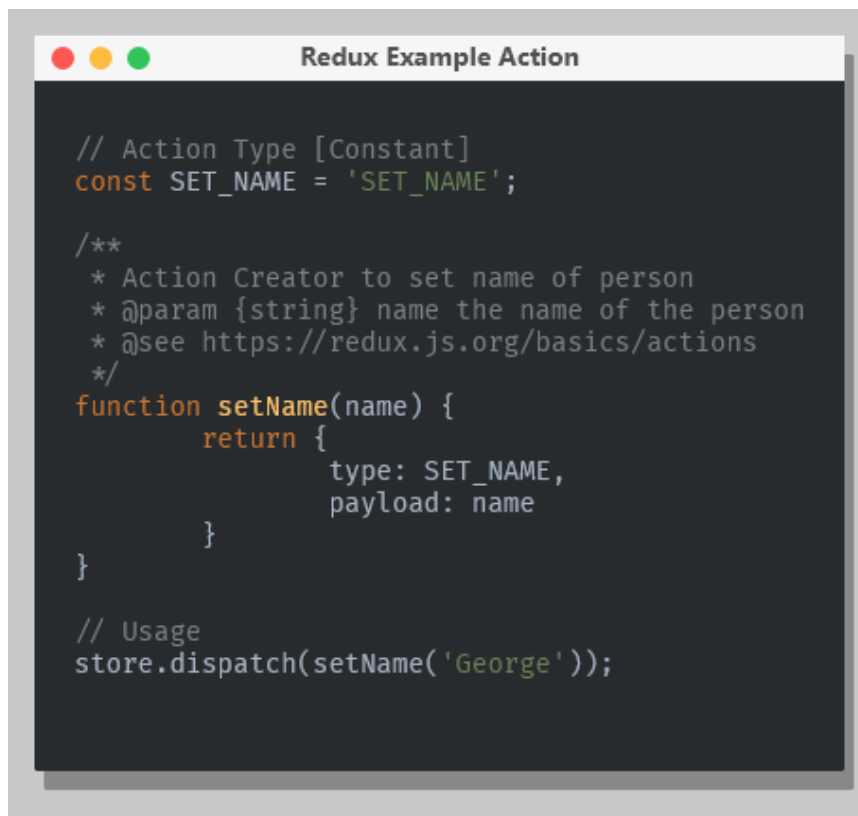 Redux Example Action
// Action Type [Constant]
const SET_NAME = 'SET_NAME';
/**
 * Action Creator to set name of person
 * @param {string} name the name of the person
 * @see https://redux.js.org/basics/actions
 */
function setName(name) {
        return {
                type: SET_NAME,
                payload: name
        }
}
// Usage
store.dispatch(setName('George'));